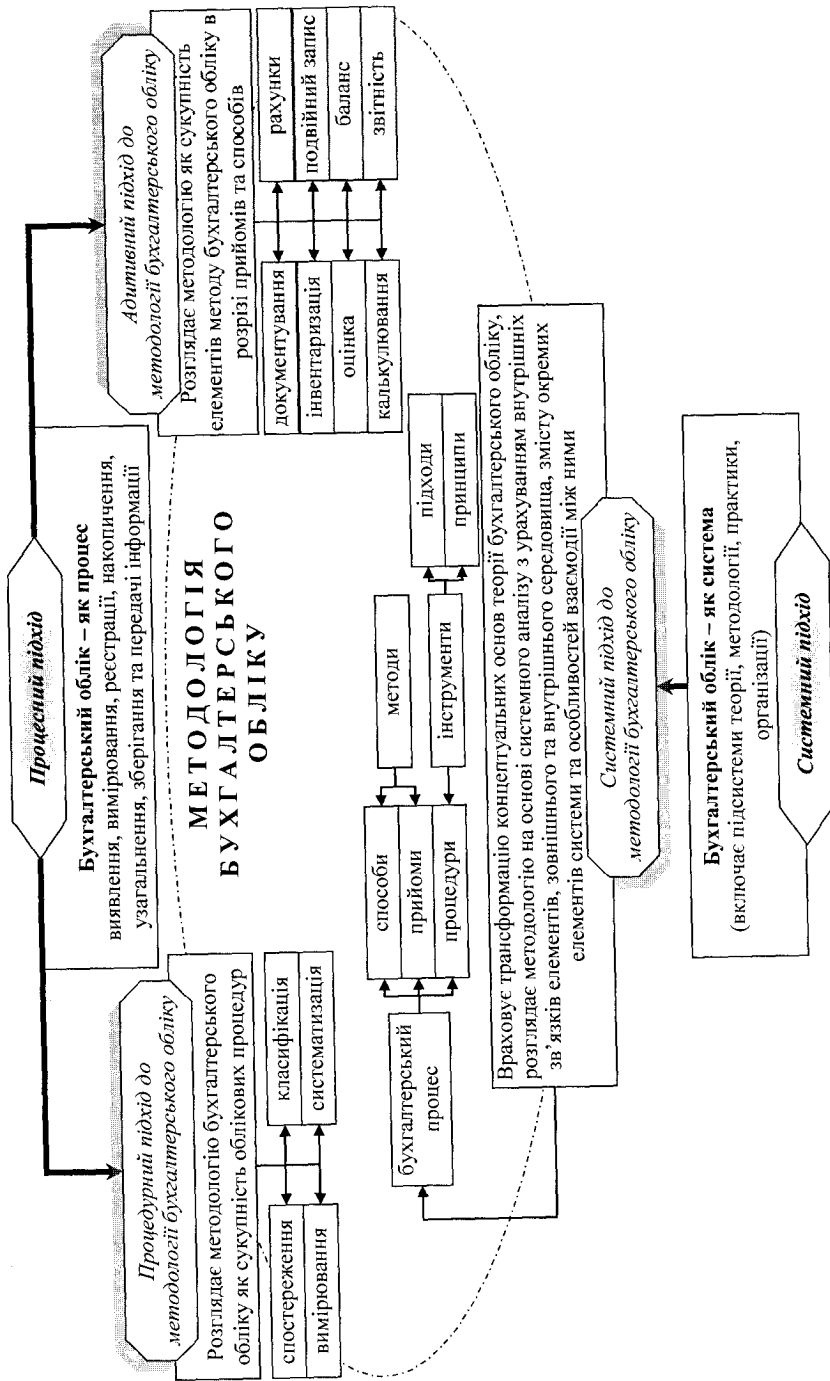 Процесний підхід
Бухгалтерський облік – як процес
виявлення, вимірювання, реєстрації, накопичення,
узагальнення, зберігання та передачі інформації
Процедурний підхід до
методології бухгалтерського обліку
Розглядає методологію бухгалтерського
обліку як сукупність облікових процедур
спостереження
вимірювання
класифікація
систематизація
Адитивний підхід до
методології бухгалтерського обліку
Розглядає методологію як сукупність
елементів методу бухгалтерського обліку в
розрізі прийомів та способів
документування
інвентаризація
оцінка
калькулювання
рахунки
подвійний запис
баланс
звітність
МЕТОДОЛОГІЯ
БУХГАЛТЕРСЬКОГО
ОБЛІКУ
бухгалтерський
процес
способи
прийоми
процедури
методи
інструменти
підходи
принципи
Враховує трансформацію концептуальних основ теорії бухгалтерського обліку,
розглядає методологію на основі системного аналізу з урахуванням внутрішніх
зв’язків елементів, зовнішнього та внутрішнього середовища, змісту окремих
елементів системи та особливостей взаємодії між ними
Системний підхід до
методології бухгалтерського обліку
Бухгалтерський облік – як система
(включає підсистеми теорії, методології, практики,
організації)
Системний підхід